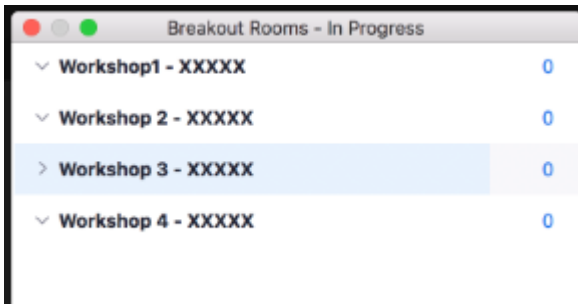 Breakout Rooms - In Progress
Workshop1 - XXXXX 0
Workshop 2 - XXXXX 0
Workshop 3 - XXXXX 0
Workshop 4 - XXXXX 0